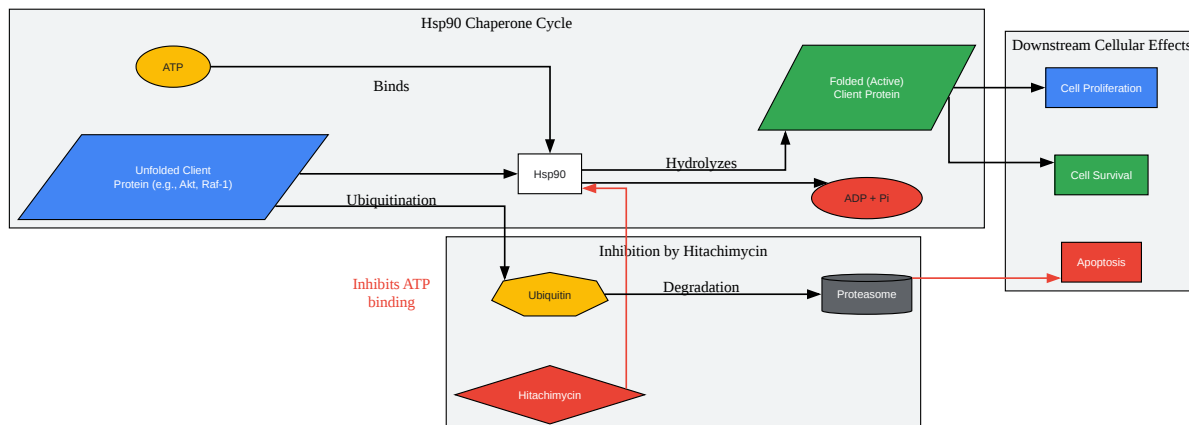 Hsp90 Chaperone Cycle
Downstream Cellular Effects
ATP
Binds
Folded (Active)
Client Protein
Cell Proliferation
Unfolded Client
Protein (e.g., Akt, Raf-1)
Hsp90
Hydrolyzes
Cell Survival
Ubiquitination
ADP + Pi
Inhibition by Hitachimycin
Apoptosis
Inhibits ATP
binding
Ubiquitin
Degradation
Proteasome
Hitachimycin